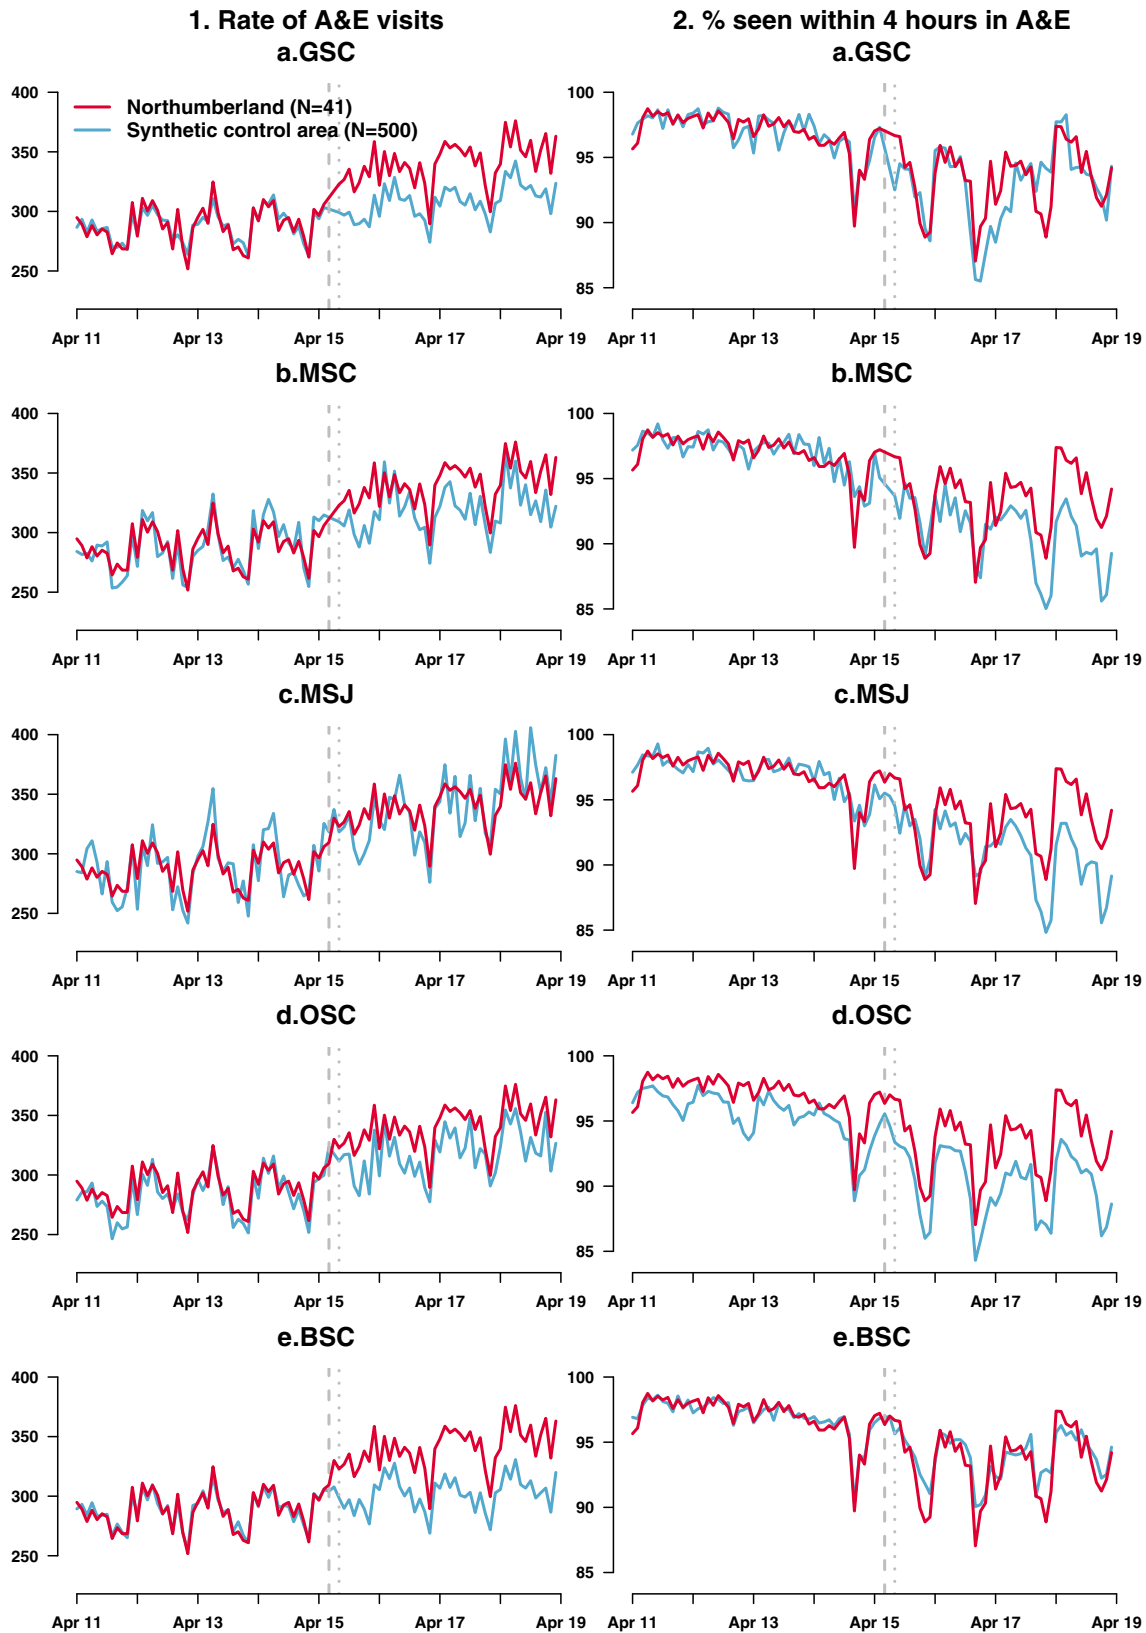 1. Rate of A&E visits
2. % seen within 4 hours in A&E
a.GSC
a.GSC
Northumberland (N=41)
Synthetic control area (N=500)
400
350
300
250
Apr 11
Apr 13
Apr 15
Apr 17
Apr 19
100
95
90
85
Apr 11
Apr 13
Apr 15
Apr 17
Apr 19
b.MSC
b.MSC
400
350
300
250
Apr 11
Apr 13
Apr 15
Apr 17
Apr 19
100
95
90
85
Apr 11
Apr 13
Apr 15
Apr 17
Apr 19
c.MSJ
c.MSJ
400
350
300
250
Apr 11
Apr 13
Apr 15
Apr 17
Apr 19
100
95
90
85
Apr 11
Apr 13
Apr 15
Apr 17
Apr 19
d.OSC
d.OSC
400
350
300
250
Apr 11
Apr 13
Apr 15
Apr 17
Apr 19
100
95
90
85
Apr 11
Apr 13
Apr 15
Apr 17
Apr 19
e.BSC
e.BSC
400
350
300
250
Apr 11
Apr 13
Apr 15
Apr 17
Apr 19
100
95
90
85
Apr 11
Apr 13
Apr 15
Apr 17
Apr 19